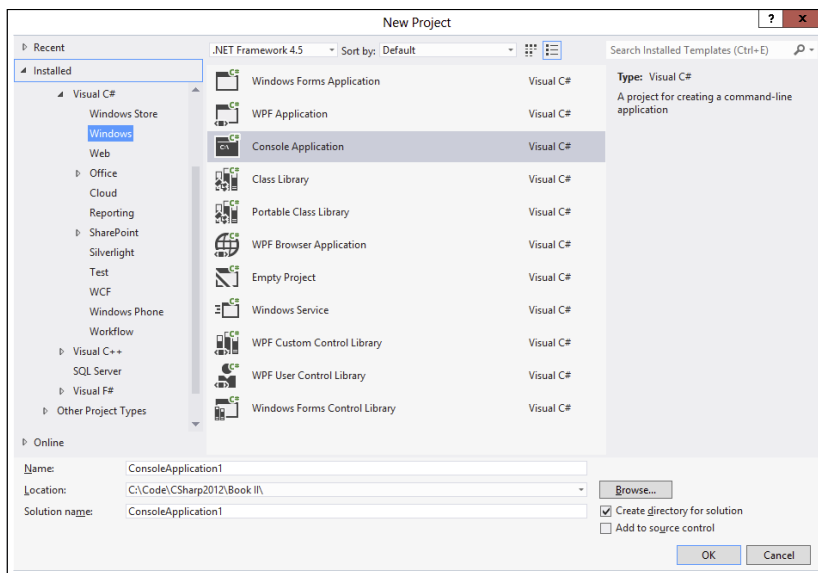 New Project
? x
Recent
.NET Framework 4.5 Sort by: Default Search Installed Templates (Ctrl+E)
Installed
Visual C#
Windows Store
Windows
Web
Office
Cloud
Reporting
SharePoint
Silverlight
Test
WCF
Windows Phone
Workflow
Visual C++
SQL Server
Visual F#
Other Project Types
Online
C# Windows Forms Application Visual C#
C# WPF Application Visual C#
C# C:\ Console Application Visual C#
C# Class Library Visual C#
C# Portable Class Library Visual C#
C# WPF Browser Application Visual C#
C# Empty Project Visual C#
C# Windows Service Visual C#
C# WPF Custom Control Library Visual C#
C# WPF User Control Library Visual C#
C# Windows Forms Control Library Visual C#
Type: Visual C#
A project for creating a command-line
application
Name: ConsoleApplication1
Location: C:\Code\CSharp2012\Book II\ Browse...
Solution name: ConsoleApplication1
Create directory for solution
Add to source control
OK Cancel